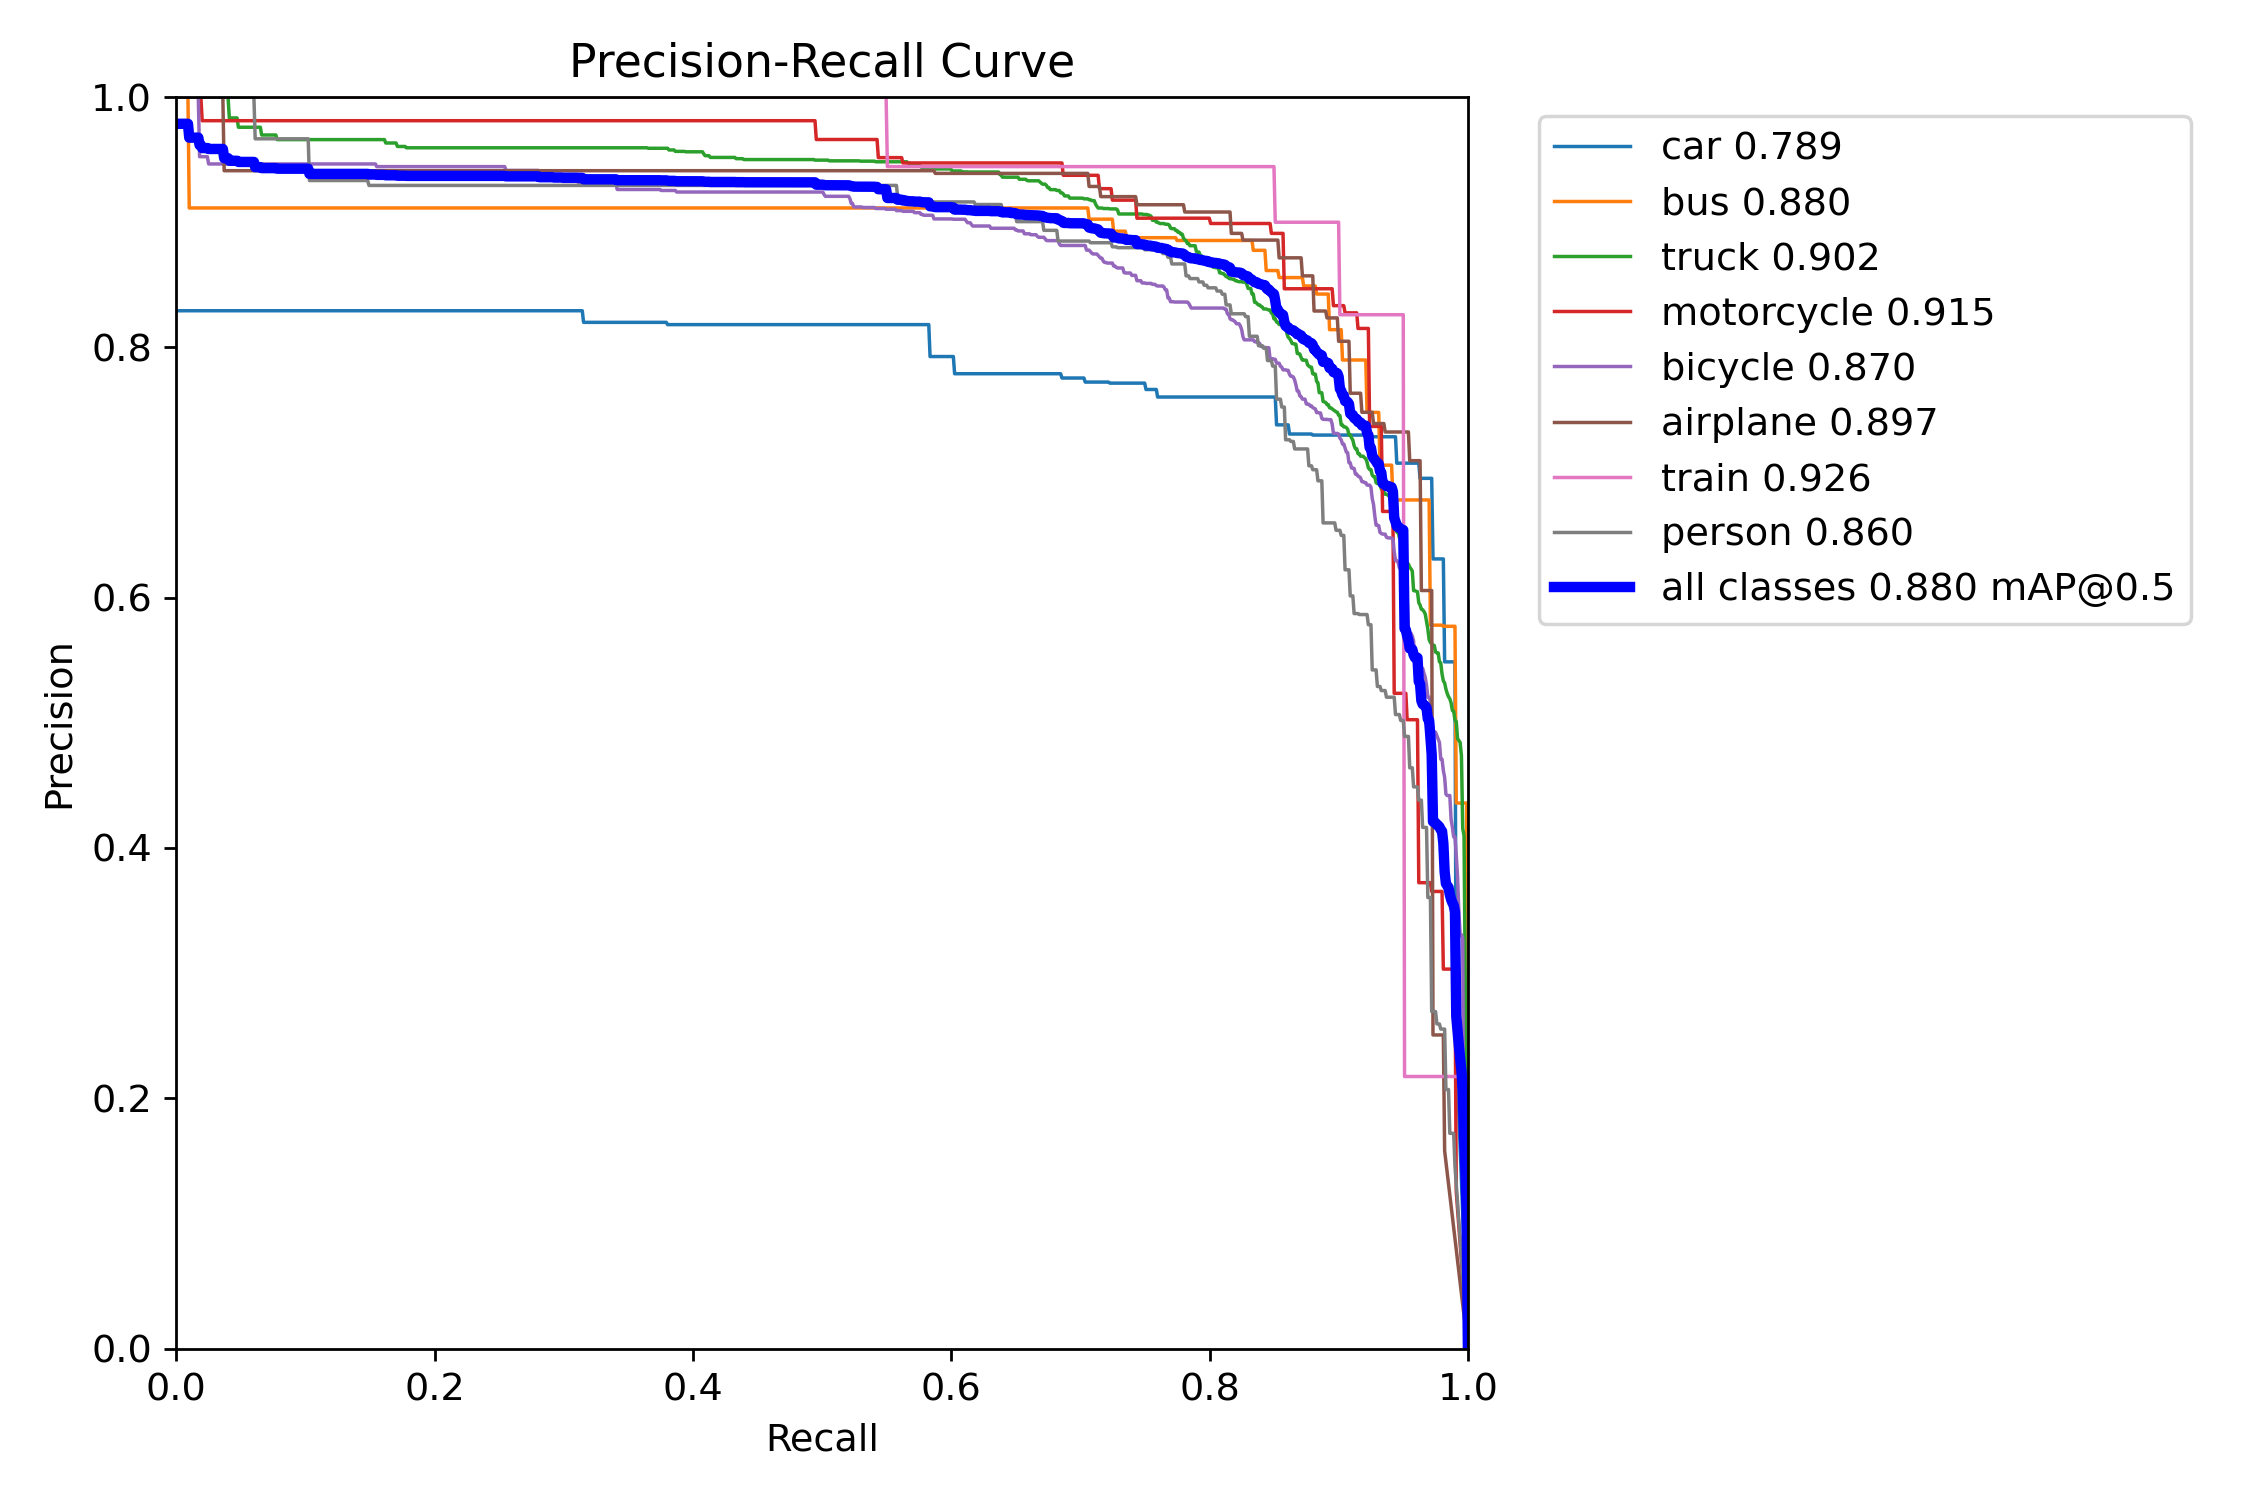 Precision-Recall Curve
1.0
0.8
0.6
0.4
0.2
0.0
Precision
0.0 0.2 0.4 0.6 0.8 1.0
Recall
car 0.789
bus 0.880
truck 0.902
motorcycle 0.915
bicycle 0.870
airplane 0.897
train 0.926
person 0.860
all classes 0.880 mAP@0.5